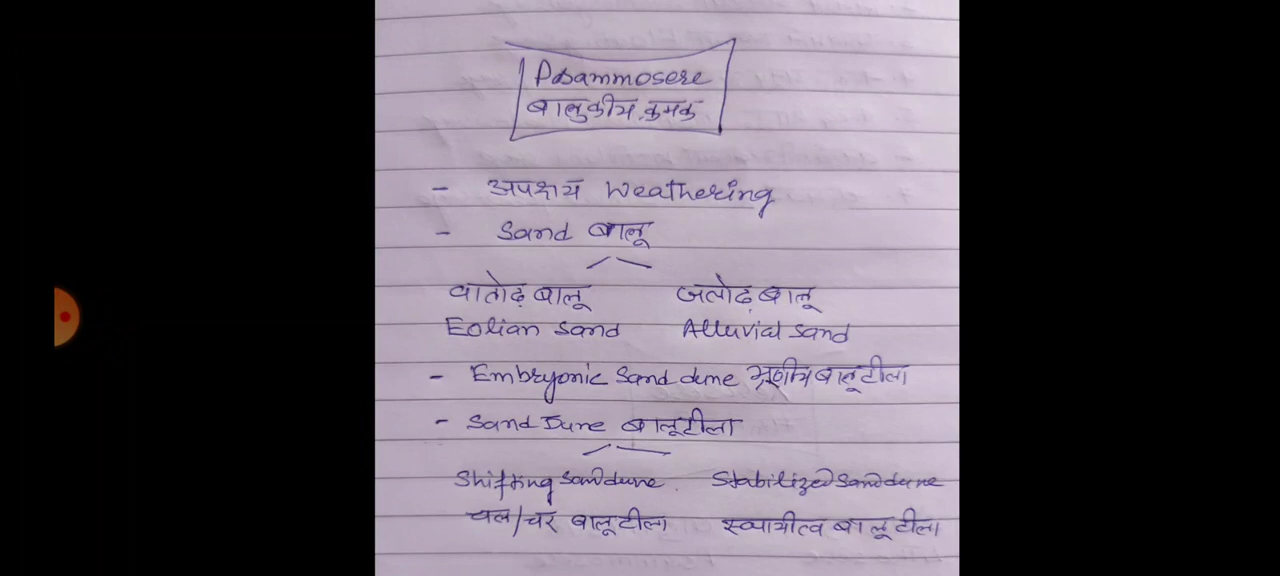 Psammosere
बालुकीय क्रमक
- अपक्षय Weathering
- Sand बालू
वातोढ़ बालू जलोढ़ बालू
Eolian Sand Alluvial Sand
- Embryonic Sand dune भ्रूणीय बालू टीला
- Sand Dune बालू टीला
Shifting Sand dune. Stabilized Sand dune
चल/चर बालू टीला स्थायीत्व बालू टीला